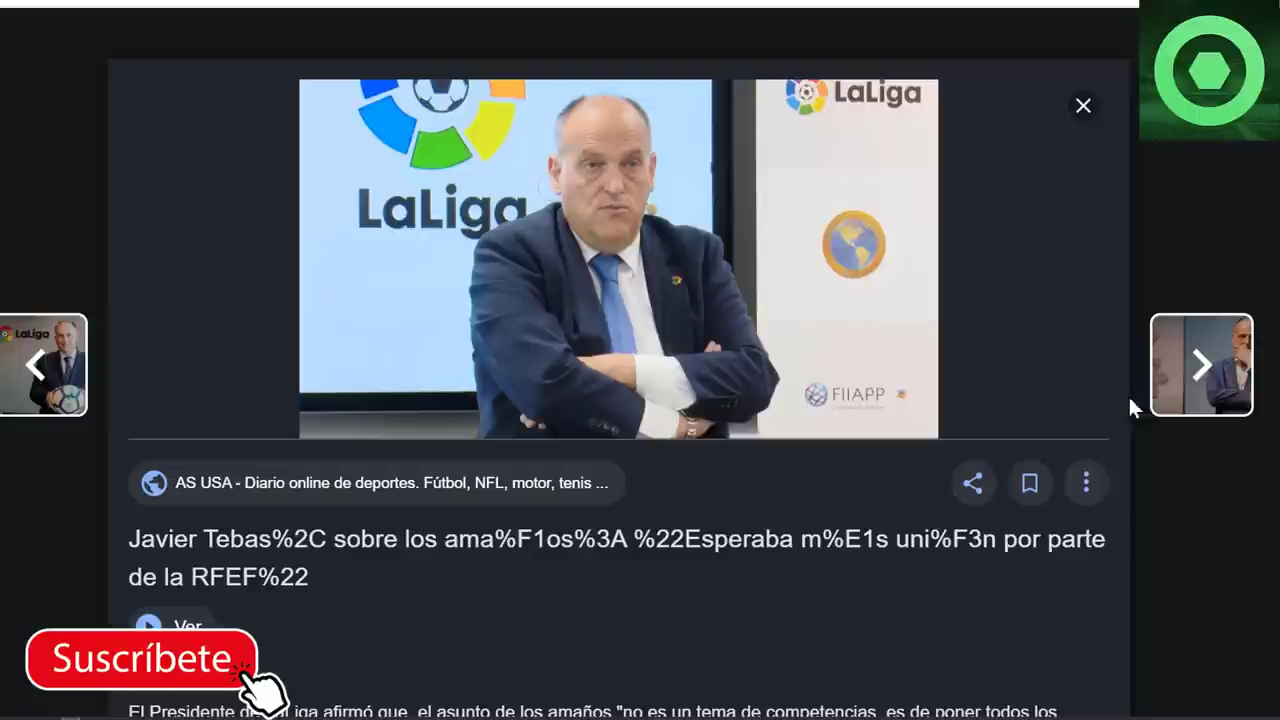 LaLiga
LaLiga
FIIAPP
LaLiga
AS USA - Diario online de deportes. Fútbol, NFL, motor, tenis ...
Javier Tebas%2C sobre los ama%F1os%3A %22Esperaba m%E1s uni%F3n por parte
de la RFEF%22
Ver
Suscríbete
El Presidente de LaLiga afirmó que, el asunto de los amaños "no es un tema de competencias, es de poner todos los